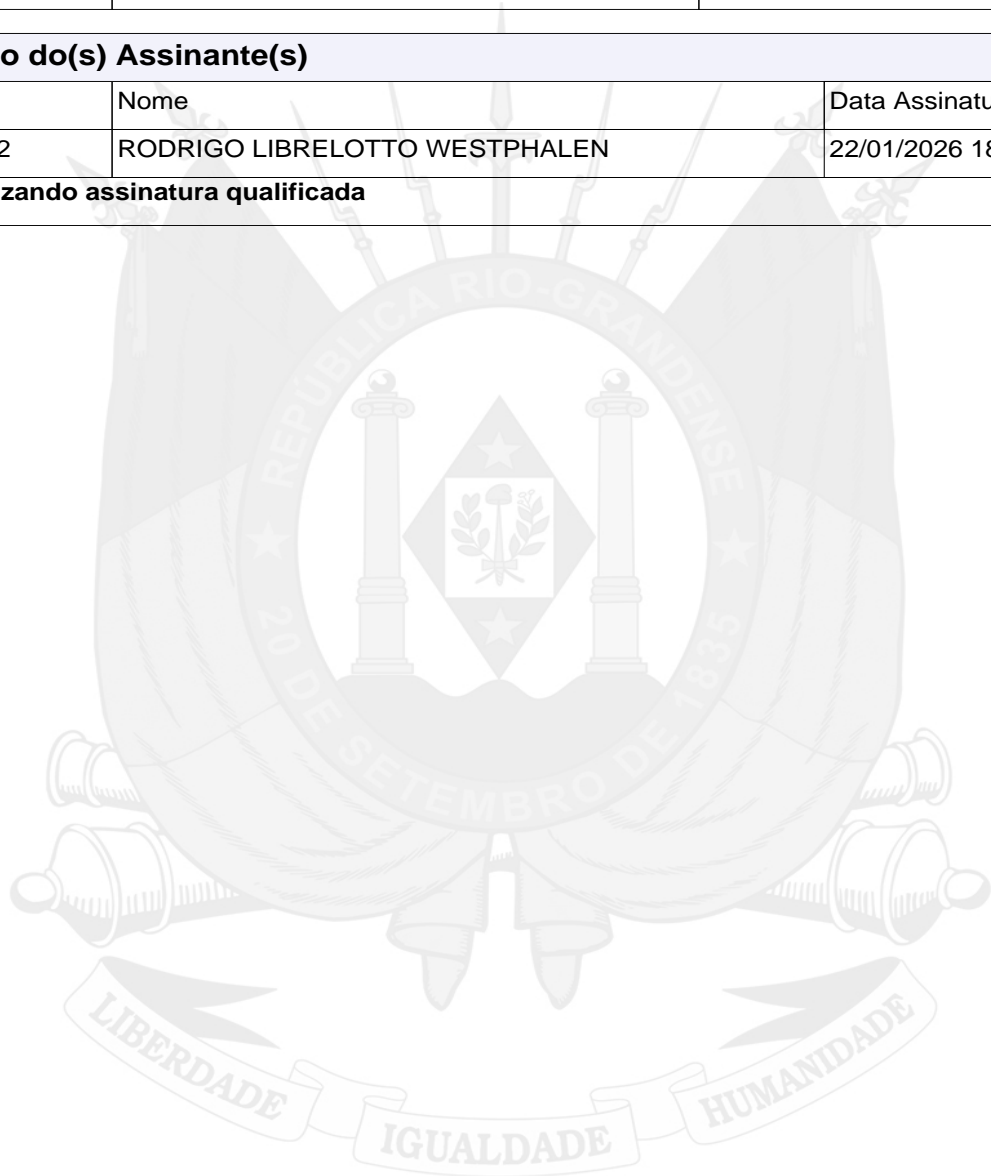 o do(s) Assinante(s)
Nome
Data Assinatu
2
RODRIGO LIBRELOTTO WESTPHALEN
22/01/2026 18
zando assinatura qualificada
REPÚBLICA RIO-GRANDENSE
20 DE SETEMBRO DE 1835
LIBERDADE
IGUALDADE
HUMANIDADE